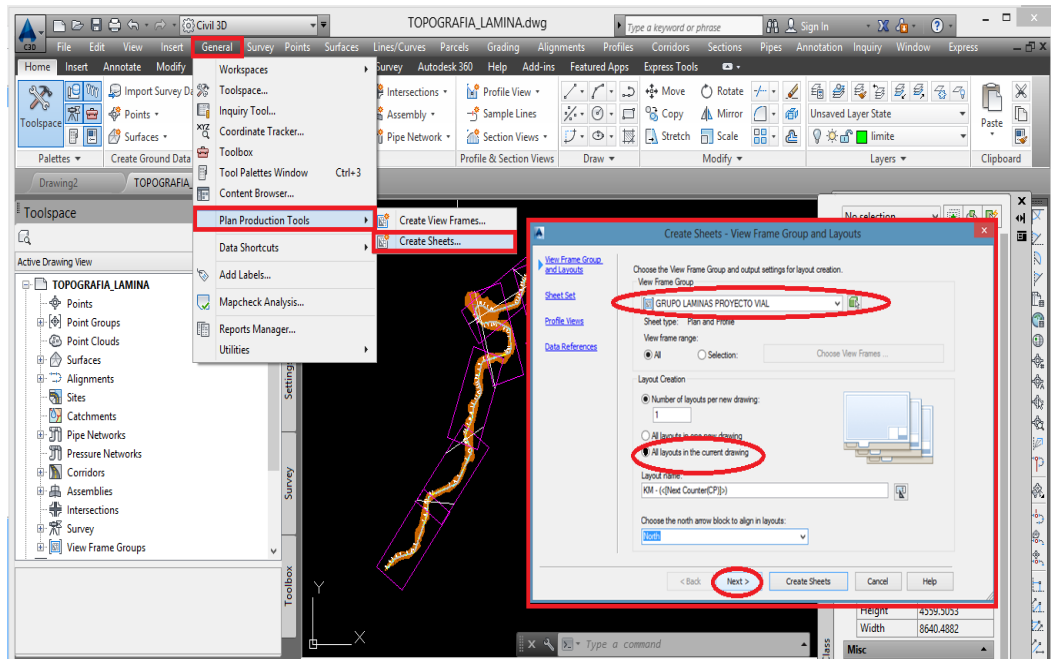 Civil 3D
TOPOGRAFIA_LAMINA.dwg
Type a keyword or phrase
Sign In
C3D
File Edit View Insert General Survey Points Surfaces Lines/Curves Parcels Grading Alignments Profiles Corridors Sections Pipes Annotation Inquiry Window Express
Home Insert Annotate Modify
Survey Autodesk 360 Help Add-ins Featured Apps Express Tools
Toolspace
Import Survey Da
Points
Surfaces
Palettes
Create Ground Data
Intersections
Assembly
Pipe Network
Profile View
Sample Lines
Section Views
Profile & Section Views
Draw
Move
Rotate
Copy
Mirror
Stretch
Scale
Modify
Unsaved Layer State
limite
Layers
Paste
Clipboard
Drawing2
TOPOGRAFIA_
Workspaces
Toolspace...
Inquiry Tool...
XYZ
Coordinate Tracker...
Toolbox
Tool Palettes Window Ctrl+3
Content Browser...
Plan Production Tools
Data Shortcuts
Add Labels...
Mapcheck Analysis...
Reports Manager...
Utilities
Create View Frames...
Create Sheets...
Toolspace
Active Drawing View
TOPOGRAFIA_LAMINA
Points
Point Groups
Point Clouds
Surfaces
Alignments
Sites
Catchments
Pipe Networks
Pressure Networks
Corridors
Assemblies
Intersections
Survey
View Frame Groups
Setting
Survey
Toolbox
Y
X
Type a command
No selection
Create Sheets - View Frame Group and Layouts
View Frame Group and Layouts
Sheet Set
Profile Views
Data References
Choose the View Frame Group and output settings for layout creation.
View Frame Group
GRUPO LAMINAS PROYECTO VIAL
Sheet type: Plan and Profile
View frame range:
All
Selection:
Choose View Frames ...
Layout Creation
Number of layouts per new drawing:
1
All layouts in one new drawing
All layouts in the current drawing
Layout name:
KM - (<[Next Counter(CP)]>)
Choose the north arrow block to align in layouts:
North
< Back
Next >
Create Sheets
Cancel
Help
Height 4559.5053
Width 8640.4882
Misc
Class